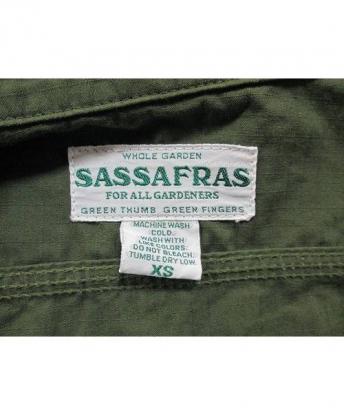 WHOLE GARDEN
SASSAFRAS
FOR ALL GARDENERS
GREEN THUMB GREEN FINGERS
MACHINE WASH
COLD.
WASH WITH
LIKE COLORS.
DO NOT BLEACH.
TUMBLE DRY LOW.
XS